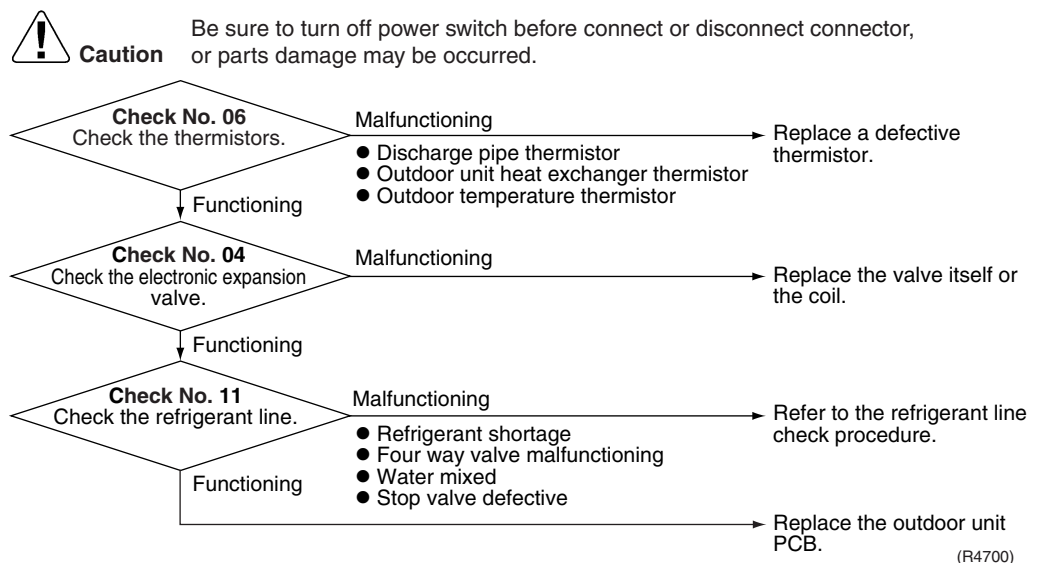 Be sure to turn off power switch before connect or disconnect connector,
Caution or parts damage may be occurred.
Check No. 06
Check the thermistors.
Malfunctioning
● Discharge pipe thermistor
● Outdoor unit heat exchanger thermistor
● Outdoor temperature thermistor
Replace a defective
thermistor.
Functioning
Check No. 04
Check the electronic expansion
valve.
Malfunctioning
Replace the valve itself or
the coil.
Functioning
Check No. 11
Check the refrigerant line.
Malfunctioning
● Refrigerant shortage
● Four way valve malfunctioning
● Water mixed
● Stop valve defective
Refer to the refrigerant line
check procedure.
Functioning
Replace the outdoor unit
PCB.
(R4700)